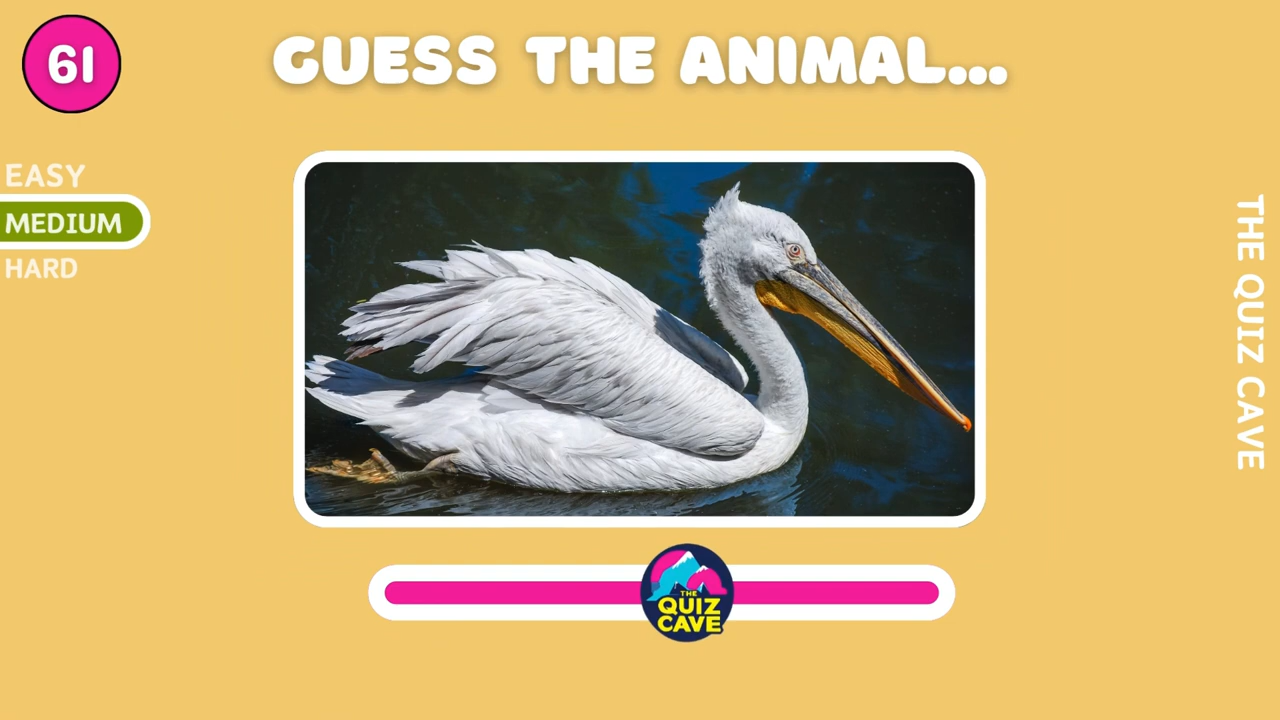 61
GUESS THE ANIMAL...
EASY
MEDIUM
HARD
THE QUIZ CAVE
THE
QUIZ
CAVE